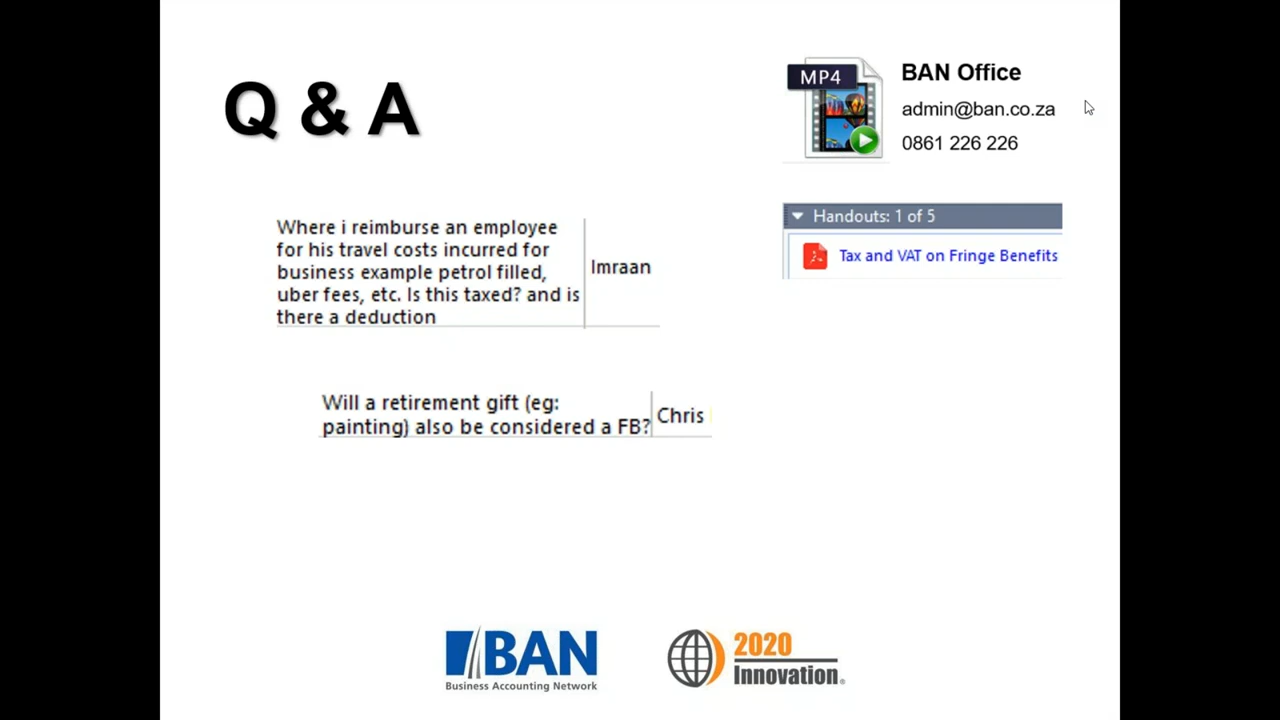 Q & A
MP4
BAN Office
admin@ban.co.za
0861 226 226
Handouts: 1 of 5
Tax and VAT on Fringe Benefits
Where i reimburse an employee
for his travel costs incurred for
business example petrol filled,
uber fees, etc. Is this taxed? and is
there a deduction
Imraan
Will a retirement gift (eg:
painting) also be considered a FB?
Chris
BAN
Business Accounting Network
2020
Innovation®